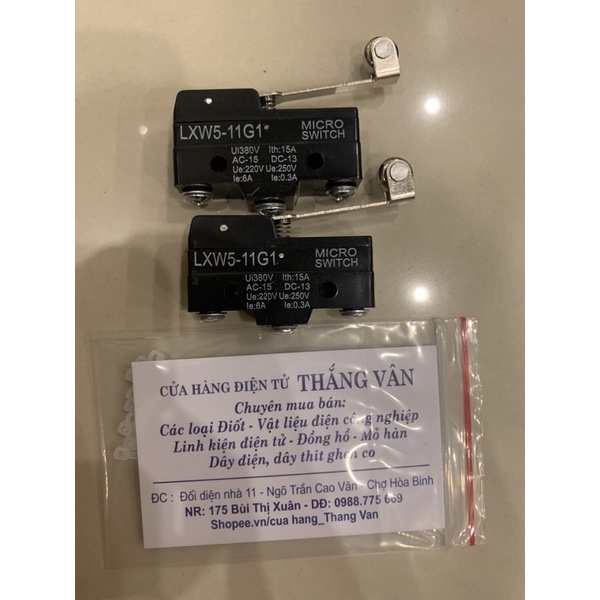 LXW5-11G1
MICRO
SWITCH
UI380V Ith:15A
AC-15 DC-13
Ue:220V Ue:250V
Ie:6A Ie:0.3A
LXW5-11G1
MICRO
SWITCH
UI380V Ith:15A
AC-15 DC-13
Ue:220V Ue:250V
Ie:6A Ie:0.3A
CỬA HÀNG ĐIỆN TỬ THẮNG VÂN
Chuyên mua bán:
Các loại Điốt - Vật liệu điện công nghiệp
Linh kiện điện tử - Đồng hồ - Mỏ hàn
Dây điện, dây thít ghen co
ĐC : Đối diện nhà 11 - Ngõ Trần Cao Vân - Chợ Hòa Bình
NR: 175 Bùi Thị Xuân - DĐ: 0988.775 669
Shopee.vn/cua hang_Thang Van